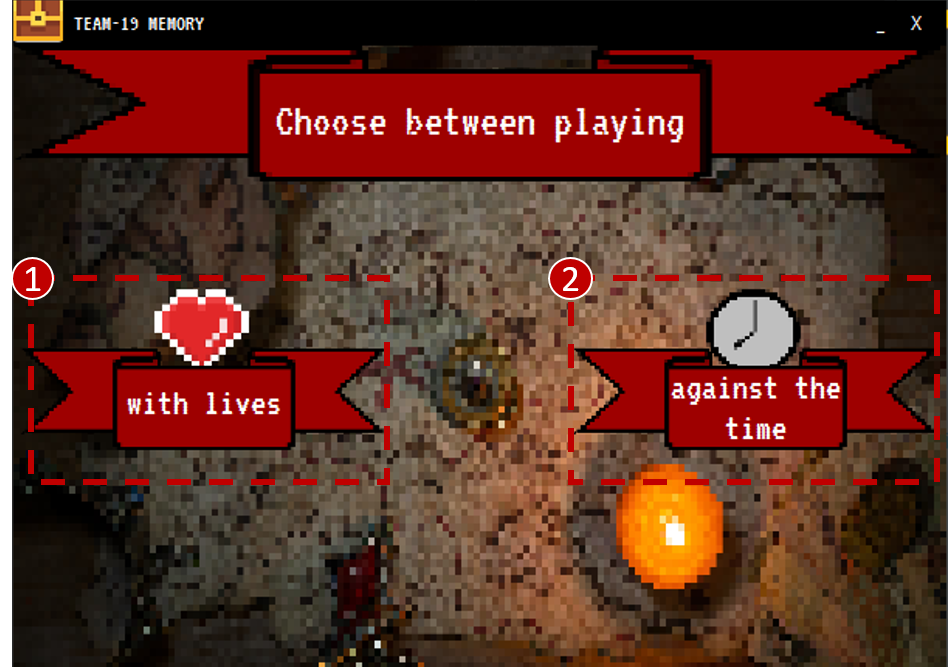 TEAM-19 MEMORY
_ X
Choose between playing
1
2
with lives
against the
time